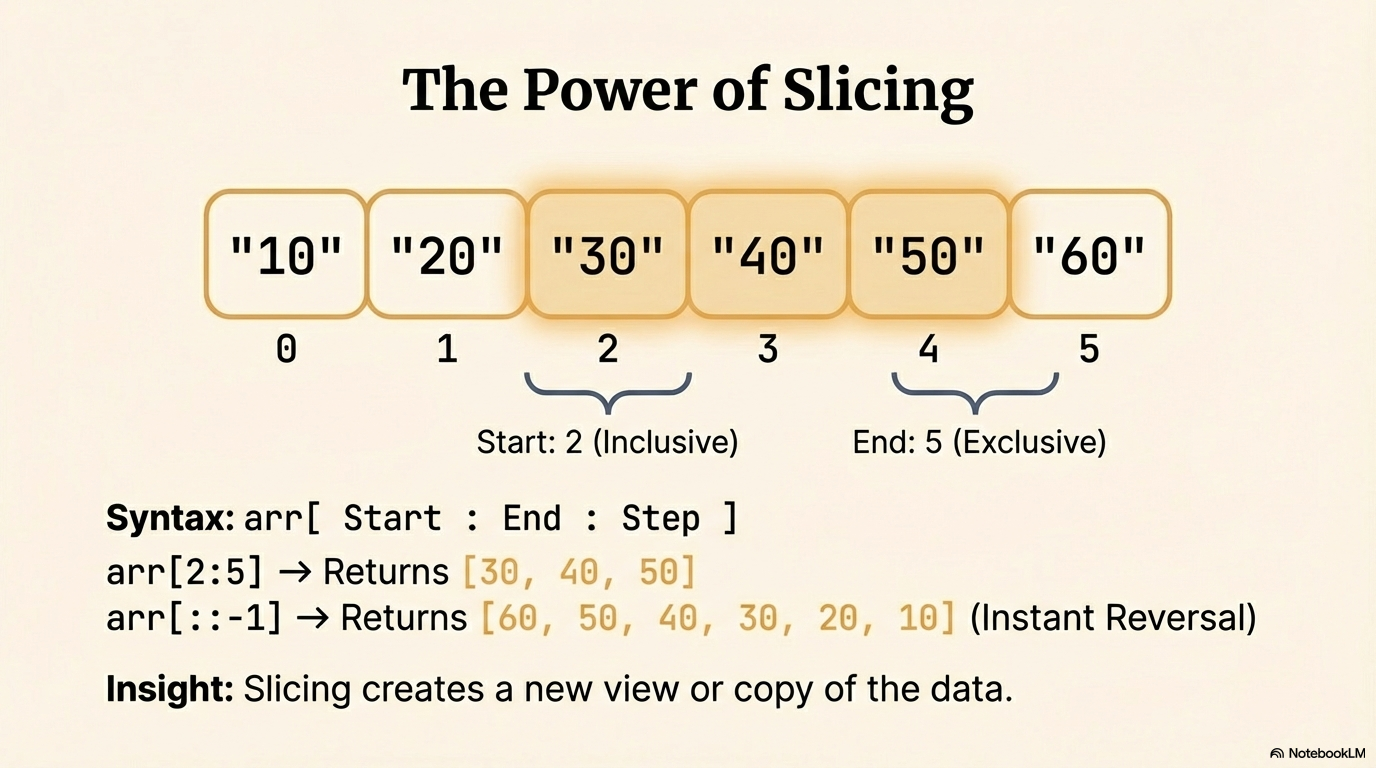 The Power of Slicing
"10" "20" "30" "40" "50" "60"
0 1 2 3 4 5
Start: 2 (Inclusive) End: 5 (Exclusive)
Syntax: arr[ Start : End : Step ]
arr[2:5] → Returns [30, 40, 50]
arr[::-1] → Returns [60, 50, 40, 30, 20, 10] (Instant Reversal)
Insight: Slicing creates a new view or copy of the data.
NotebookLM